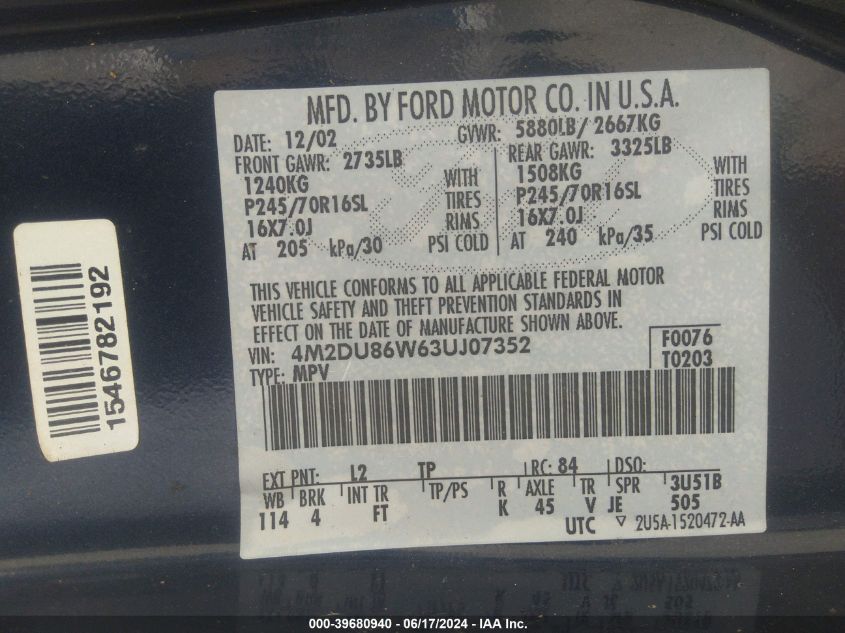 MFD. BY FORD MOTOR CO. IN U.S.A.
DATE: 12/02 GVWR: 5880LB/ 2667KG
FRONT GAWR: 2735LB REAR GAWR: 3325LB
1240KG WITH 1508KG WITH
P245/70R16SL TIRES P245/70R16SL TIRES
16X7.0J RIMS 16X7.0J RIMS
AT 205 kPa/30 PSI COLD AT 240 kPa/35 PSI COLD
THIS VEHICLE CONFORMS TO ALL APPLICABLE FEDERAL MOTOR
VEHICLE SAFETY AND THEFT PREVENTION STANDARDS IN
EFFECT ON THE DATE OF MANUFACTURE SHOWN ABOVE.
VIN: 4M2DU86W63UJ07352 F0076
TYPE: MPV T0203
EXT PNT: L2 TP RC: 84 DSO:
WB BRK INT TR TP/PS R AXLE TR SPR 3U51B
114 4 FT K 45 V JE 505
UTC ▽ 2U5A-1520472-AA
1546782192
000-39680940 - 06/17/2024 - IAA Inc.